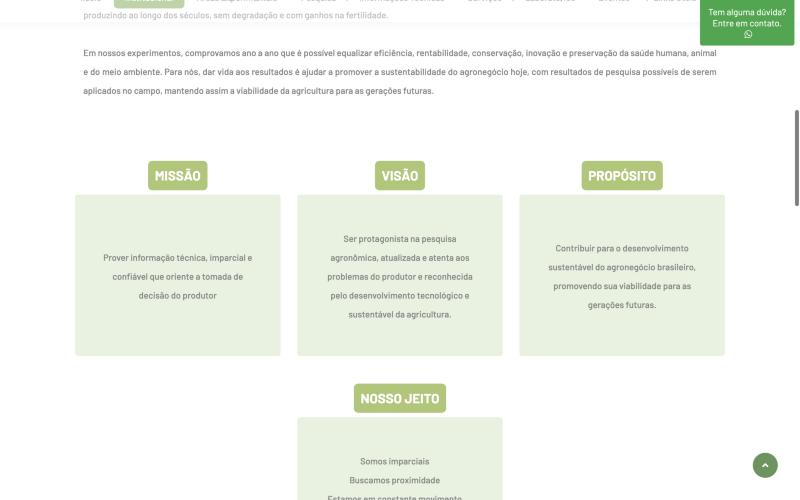 produzindo ao longo dos séculos, sem degradação e com ganhos na fertilidade.
Tem alguma dúvida?
Entre em contato.
Em nossos experimentos, comprovamos ano a ano que é possível equalizar eficiência, rentabilidade, conservação, inovação e preservação da saúde humana, animal
e do meio ambiente. Para nós, dar vida aos resultados é ajudar a promover a sustentabilidade do agronegócio hoje, com resultados de pesquisa possíveis de serem
aplicados no campo, mantendo assim a viabilidade da agricultura para as gerações futuras.
MISSÃO
Prover informação técnica, imparcial e
confiável que oriente a tomada de
decisão do produtor
VISÃO
Ser protagonista na pesquisa
agronômica, atualizada e atenta aos
problemas do produtor e reconhecida
pelo desenvolvimento tecnológico e
sustentável da agricultura.
PROPÓSITO
Contribuir para o desenvolvimento
sustentável do agronegócio brasileiro,
promovendo sua viabilidade para as
gerações futuras.
NOSSO JEITO
Somos imparciais
Buscamos proximidade
Estamos em constante movimento